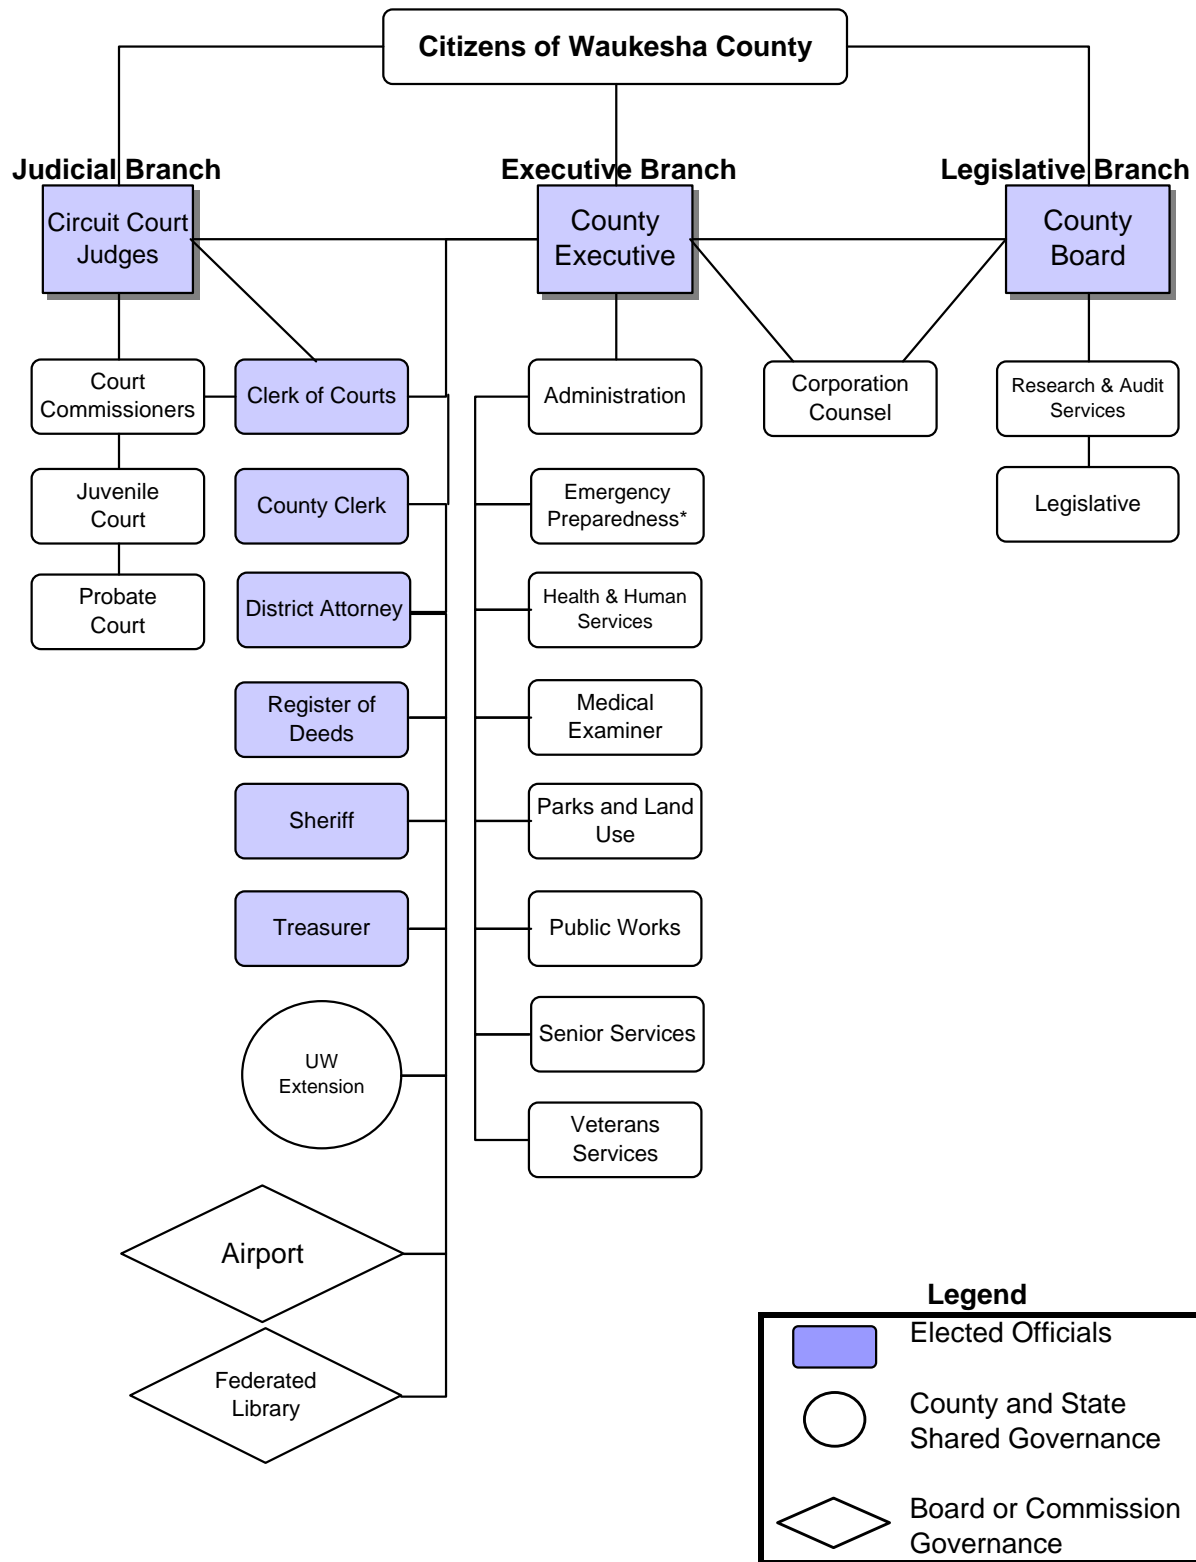 Citizens of Waukesha County
Judicial Branch
Executive Branch
Legislative Branch
Circuit Court
Judges
County
Executive
County
Board
Court
Commissioners
Clerk of Courts
Administration
Corporation
Counsel
Research & Audit
Services
Juvenile
Court
County Clerk
Emergency
Preparedness*
Legislative
Probate
Court
District Attorney
Health & Human
Services
Register of
Deeds
Medical
Examiner
Sheriff
Parks and Land
Use
Treasurer
Public Works
UW
Extension
Senior Services
Veterans
Services
Airport
Federated
Library
Legend
Elected Officials
County and State
Shared Governance
Board or Commission
Governance